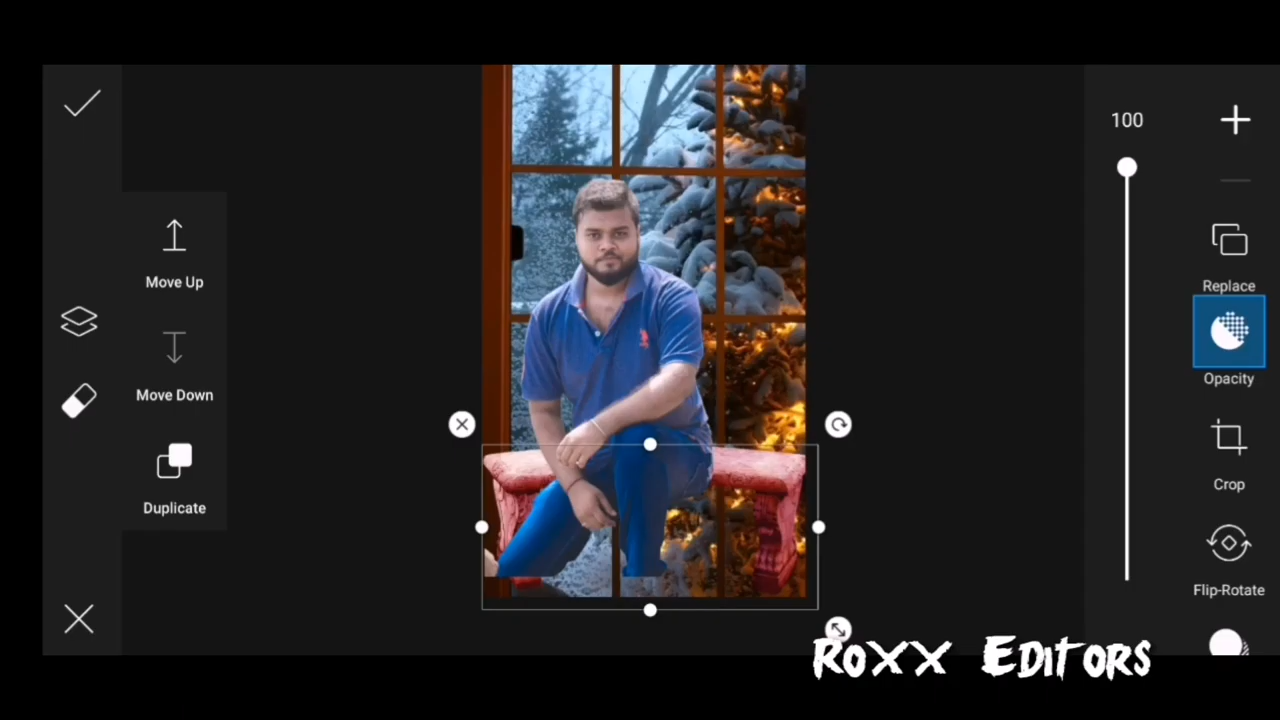 100
Move Up
Replace
Opacity
Move Down
Crop
Duplicate
Flip-Rotate
Roxx Editors